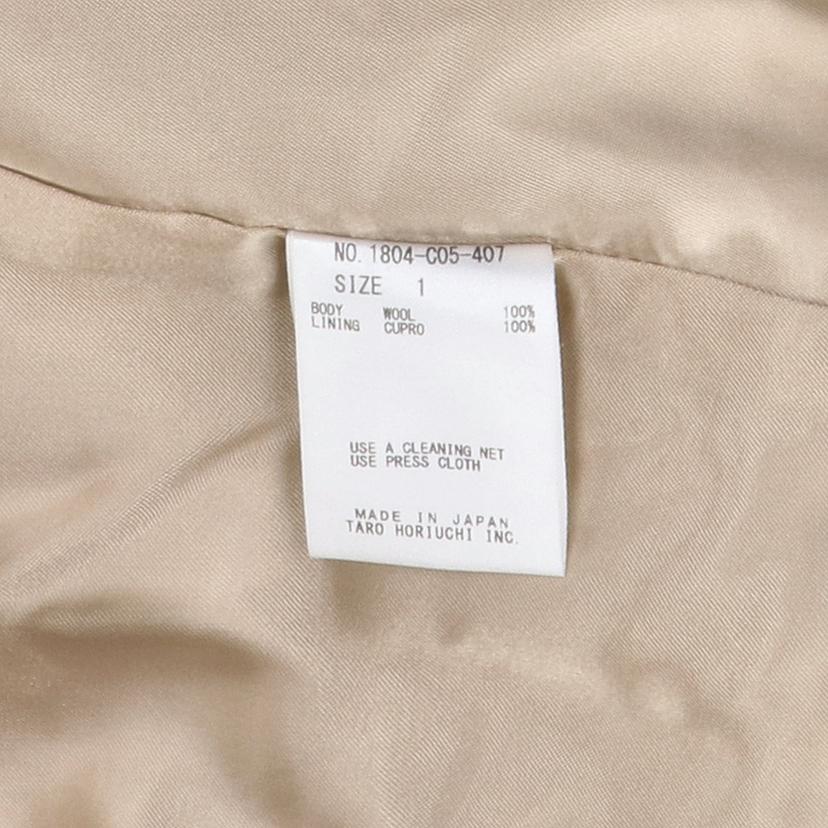 NO. 1804-C05-407
SIZE 1
BODY WOOL 100%
LINING CUPRO 100%
USE A CLEANING NET
USE PRESS CLOTH
MADE IN JAPAN
TARO HORIUCHI INC.